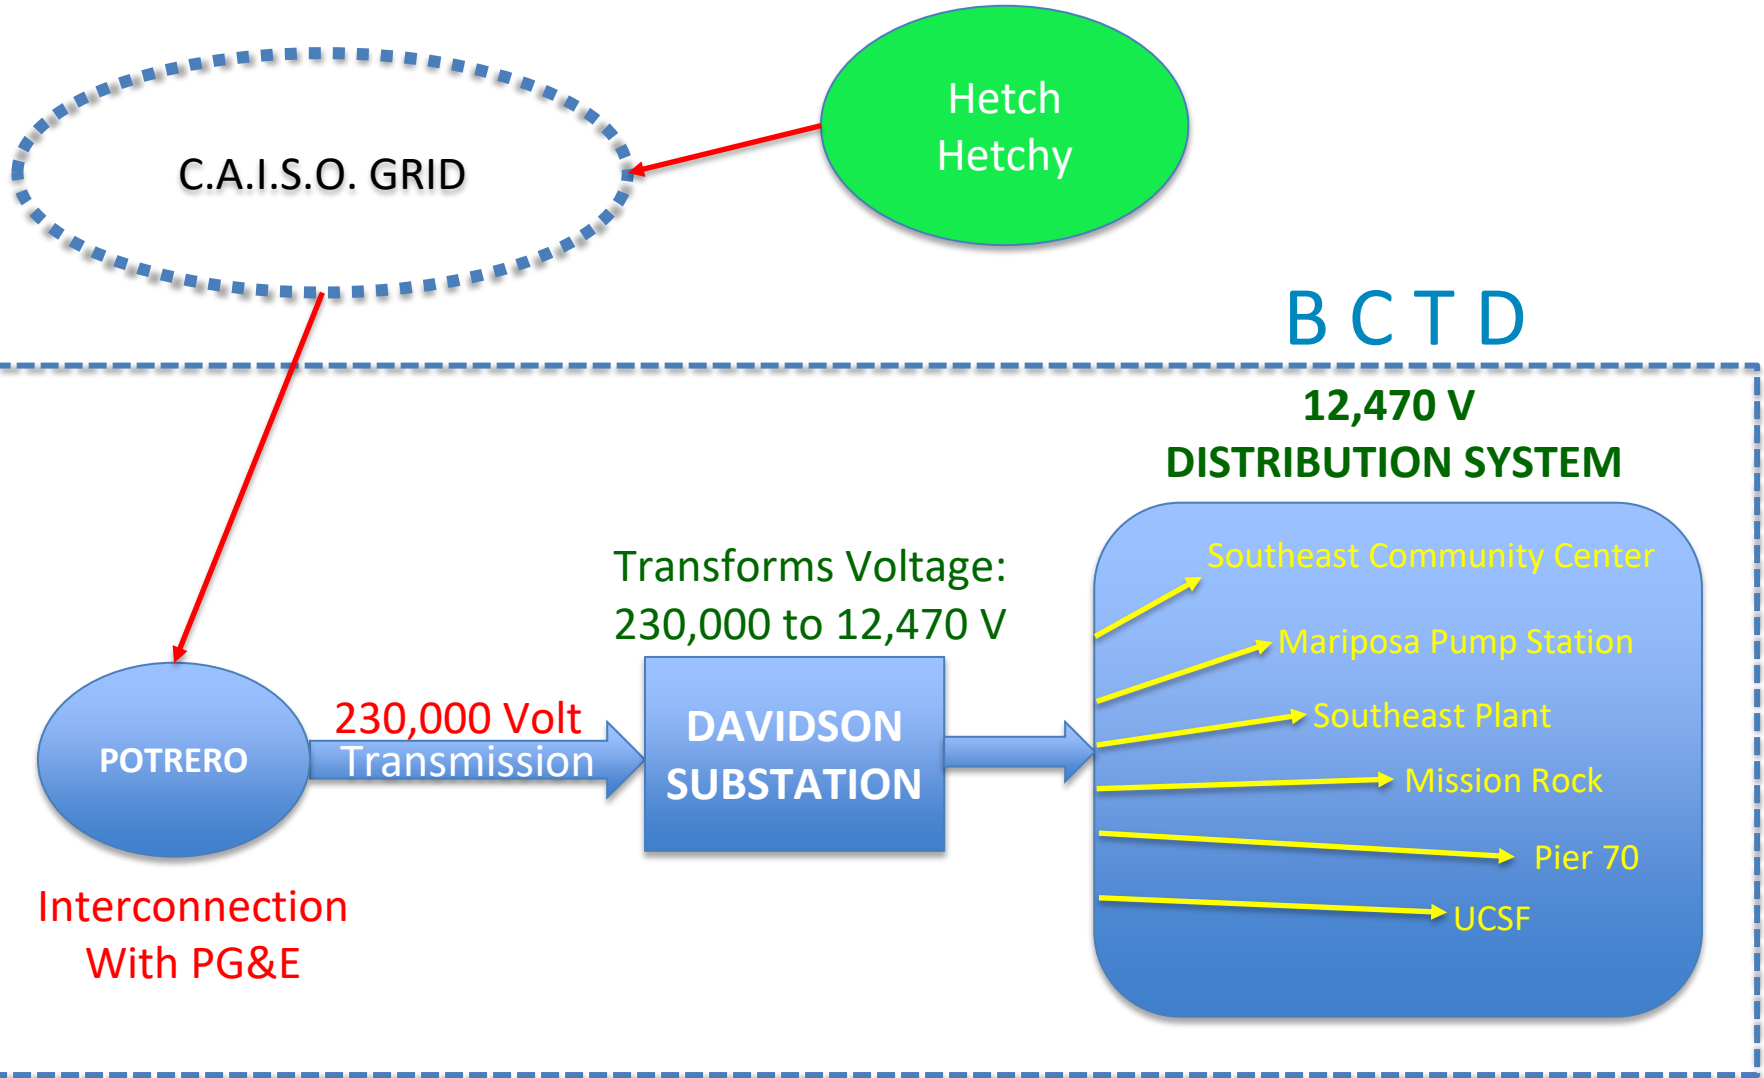 Hetch
Hetchy
C.A.I.S.O. GRID
B C T D
12,470 V
DISTRIBUTION SYSTEM
Transforms Voltage:
230,000 to 12,470 V
Southeast Community Center
Mariposa Pump Station
Southeast Plant
Mission Rock
Pier 70
UCSF
230,000 Volt
Transmission
DAVIDSON
SUBSTATION
POTRERO
Interconnection
With PG&E